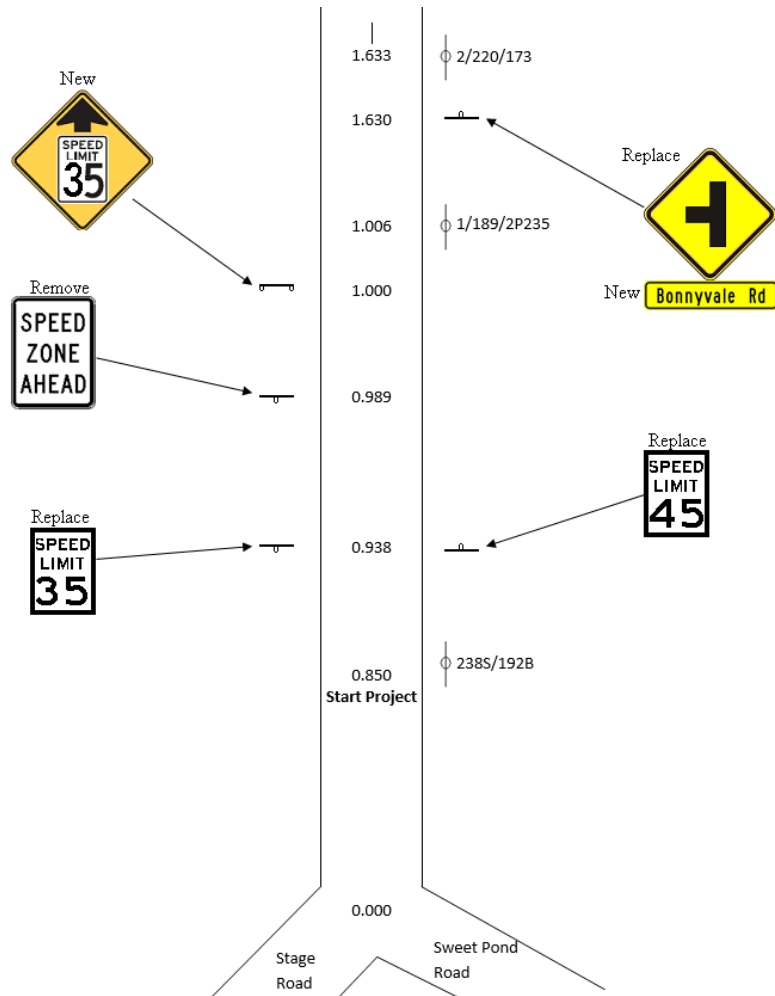 1.633
2/220/173
New
SPEED
LIMIT
35
1.630
Replace
1.006
1/189/2P235
Remove
1.000
New
Bonnyvale Rd
SPEED
ZONE
AHEAD
0.989
Replace
SPEED
LIMIT
45
Replace
SPEED
LIMIT
35
0.938
238S/192B
0.850
Start Project
0.000
Stage
Road
Sweet Pond
Road